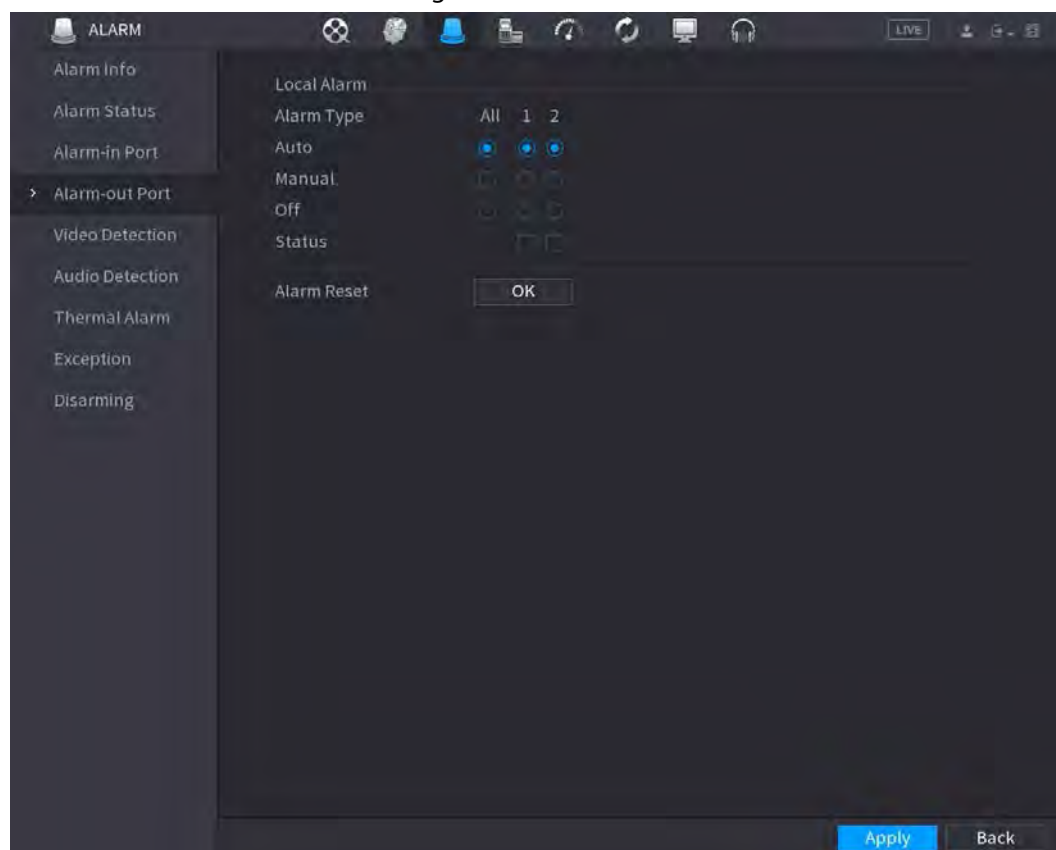 ALARM LIVE
Alarm Info
Alarm Status
Alarm-in Port
Alarm-out Port
Video Detection
Audio Detection
Thermal Alarm
Exception
Disarming
Local Alarm
Alarm Type All 1 2
Auto
Manual
Off
Status
Alarm Reset OK
Apply Back